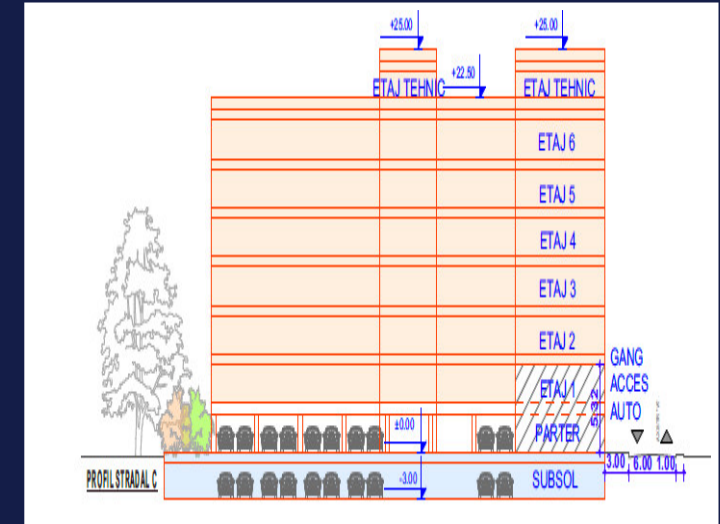 +25.00
+25.00
+22.50
ETAJ TEHNIC
ETAJ TEHNIC
ETAJ 6
ETAJ 5
ETAJ 4
ETAJ 3
ETAJ 2
GANG
ACCES
AUTO
ETAJ 1
5.32
±0.00
PARTER
3.00
6.00
1.00
-3.00
SUBSOL
PROFIL STRADAL C